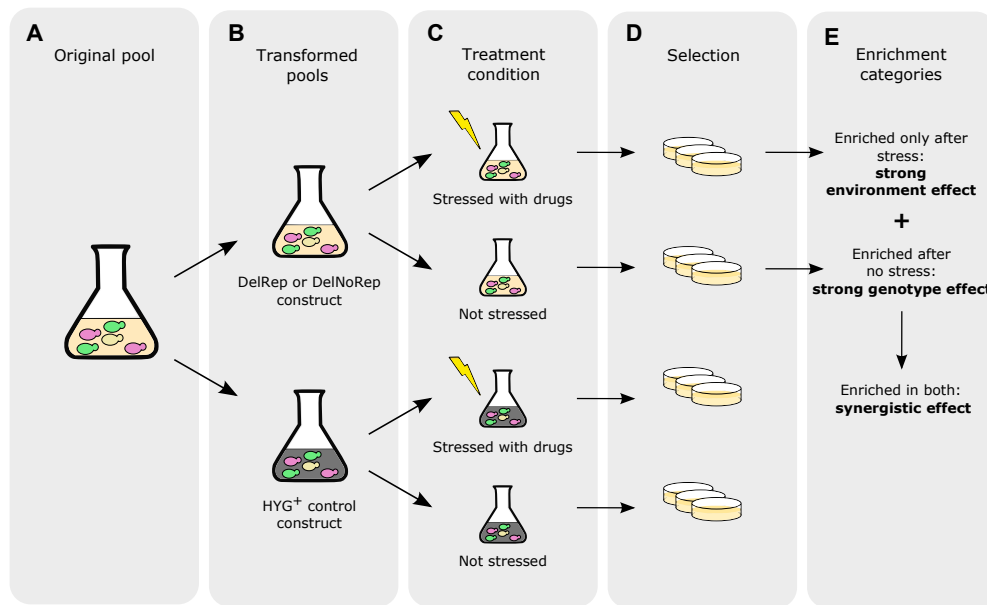 A
Original pool
B
Transformed
pools
DelRep or DelNoRep
construct
HYG+ control
construct
C
Treatment
condition
Stressed with drugs
Not stressed
Stressed with drugs
Not stressed
D
Selection
E
Enrichment
categories
Enriched only after
stress:
strong
environment effect
+
Enriched after
no stress:
strong genotype effect
Enriched in both:
synergistic effect